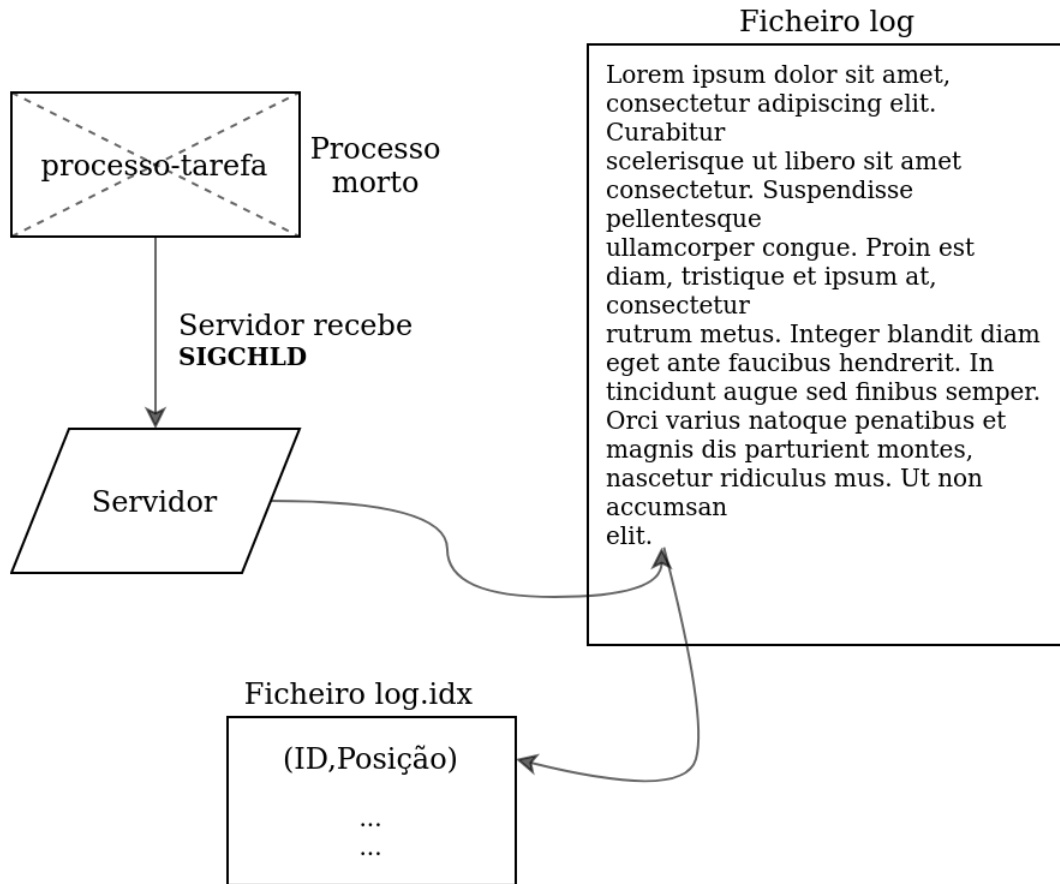 Ficheiro log
Lorem ipsum dolor sit amet,
consectetur adipiscing elit.
Curabitur
scelerisque ut libero sit amet
consectetur. Suspendisse
pellentesque
ullamcorper congue. Proin est
diam, tristique et ipsum at,
consectetur
rutrum metus. Integer blandit diam
eget ante faucibus hendrerit. In
tincidunt augue sed finibus semper.
Orci varius natoque penatibus et
magnis dis parturient montes,
nascetur ridiculus mus. Ut non
accumsan
elit.
processo-tarefa
Processo
morto
Servidor recebe
SIGCHLD
Servidor
Ficheiro log.idx
(ID,Posição)
...
...